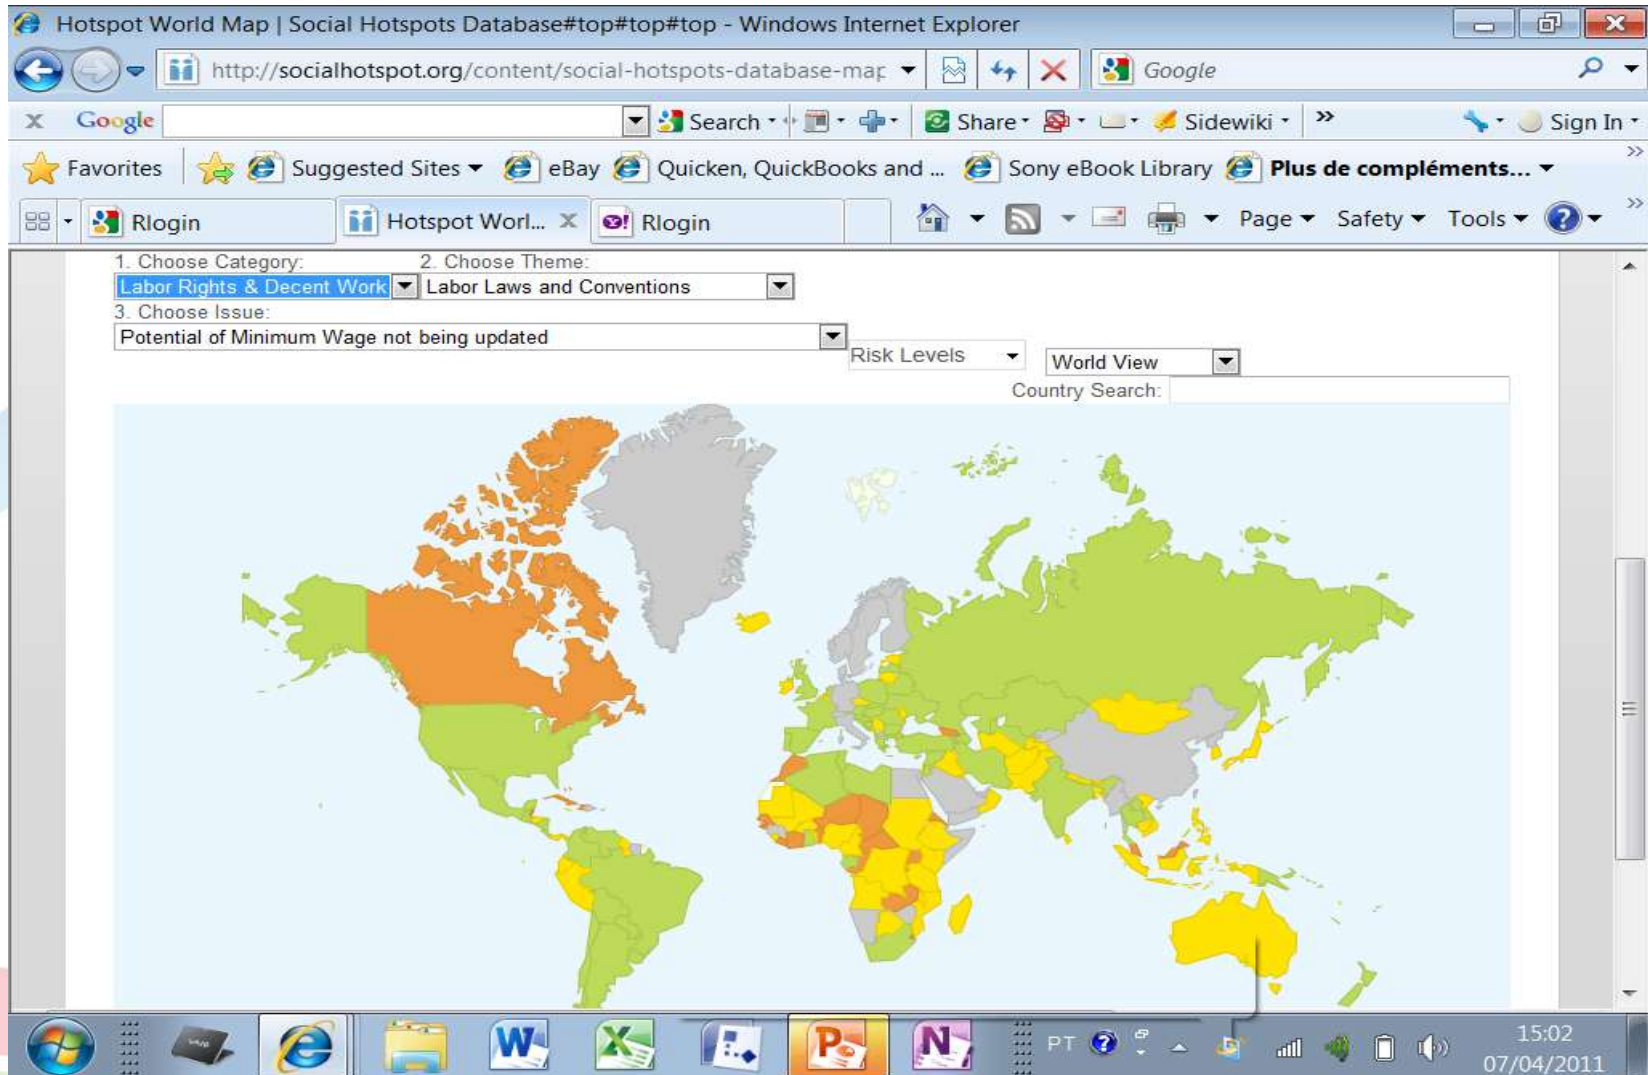 Hotspot World Map | Social Hotspots Database#top#top#top - Windows Internet Explorer
http://socialhotspot.org/content/social-hotspots-database-map
Google
X Google Search Share Sidewiki » Sign In
Favorites Suggested Sites eBay Quicken, QuickBooks and ... Sony eBook Library Plus de compléments... »
Rlogin Hotspot Worl... X Rlogin Page Safety Tools »
1. Choose Category: 2. Choose Theme:
Labor Rights & Decent Work Labor Laws and Conventions
3. Choose Issue:
Potential of Minimum Wage not being updated
Risk Levels World View
Country Search:
PT 15:02
07/04/2011